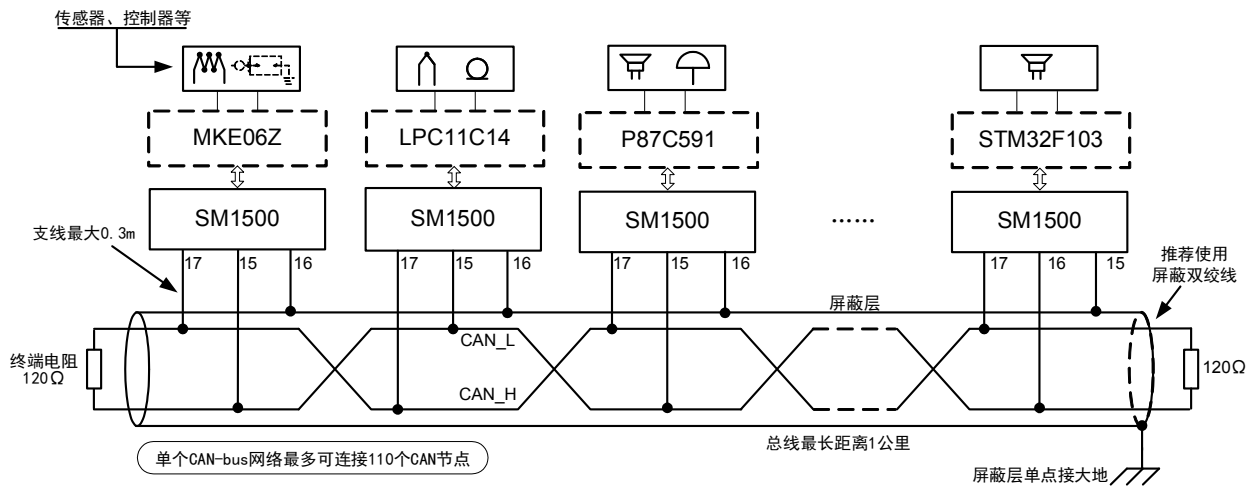 传感器、控制器等
MKE06Z
LPC11C14
P87C591
STM32F103
SM1500
SM1500
SM1500
……
SM1500
支线最大0.3m
17
15
16
17
15
16
17
15
16
17
16
15
推荐使用
屏蔽双绞线
屏蔽层
CAN_L
CAN_H
终端电阻
120Ω
120Ω
总线最长距离1公里
单个CAN-bus网络最多可连接110个CAN节点
屏蔽层单点接大地